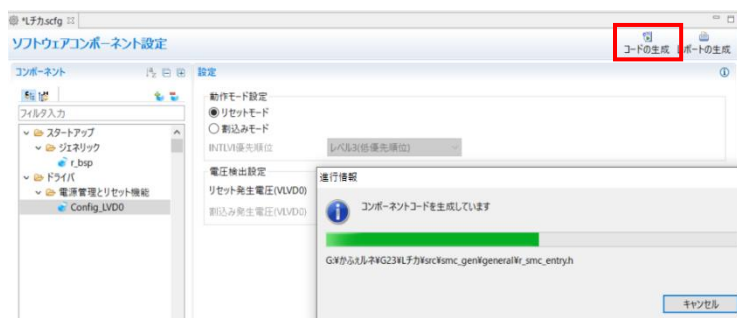 *Lチカ.scfg
ソフトウェアコンポーネント設定
コードの生成 レポートの生成
コンポーネント
設定
フィルタ入力
スタートアップ
ジェネリック
r_bsp
ドライバ
電源管理とリセット機能
Config_LVD0
動作モード設定
リセットモード
割込みモード
INTLVI優先順位
レベル3(低優先順位)
電圧検出設定
リセット発生電圧(VLVD0)
割込み発生電圧(VLVD0)
進行情報
コンポーネントコードを生成しています
G:¥かふぇルネ¥G23¥Lチカ¥src¥smc_gen¥general¥r_smc_entry.h
キャンセル